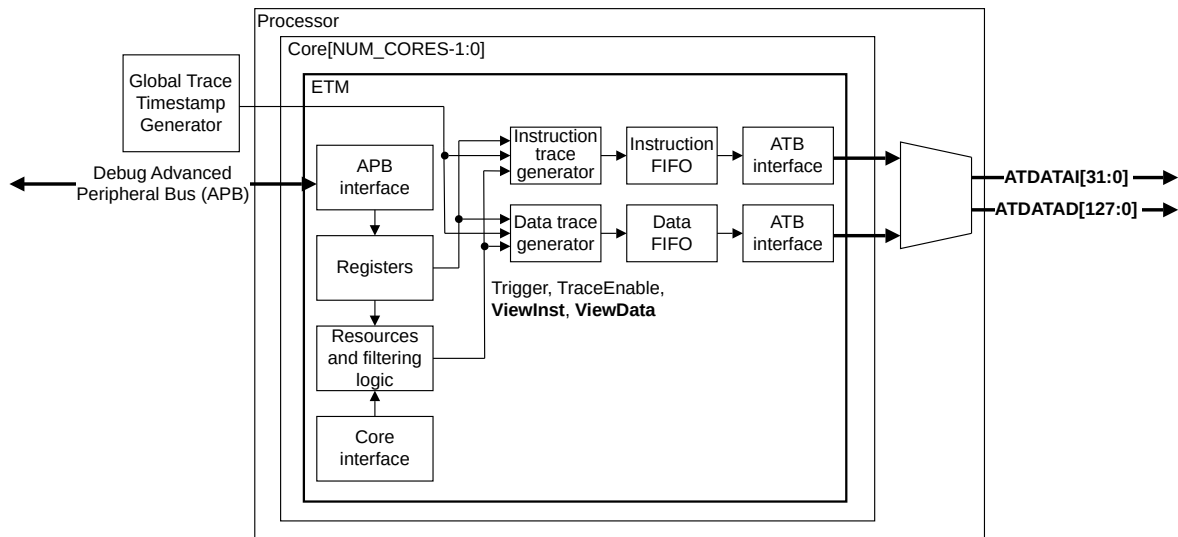 Processor
Core[NUM_CORES-1:0]
ETM
Global Trace
Timestamp
Generator
Debug Advanced
Peripheral Bus (APB)
APB
interface
Registers
Resources
and filtering
logic
Core
interface
Instruction
trace
generator
Instruction
FIFO
ATB
interface
Data trace
generator
Data
FIFO
ATB
interface
Trigger, TraceEnable,
ViewInst, ViewData
ATDATAI[31:0]
ATDATAD[127:0]